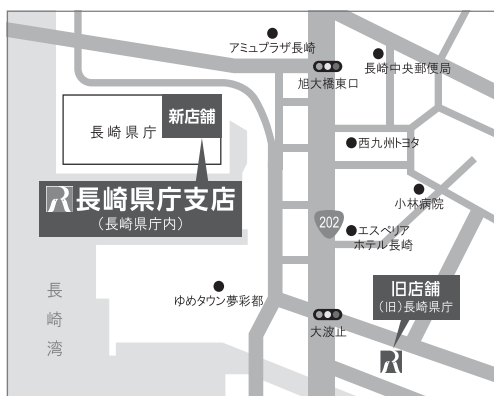 アミュプラザ長崎
旭大橋東口
長崎中央郵便局
長崎県庁
新店舗
西九州トヨタ
長崎県庁支店
(長崎県庁内)
小林病院
202
エスペリア
ホテル長崎
長崎湾
ゆめタウン夢彩都
旧店舗
(旧)長崎県庁
大波止